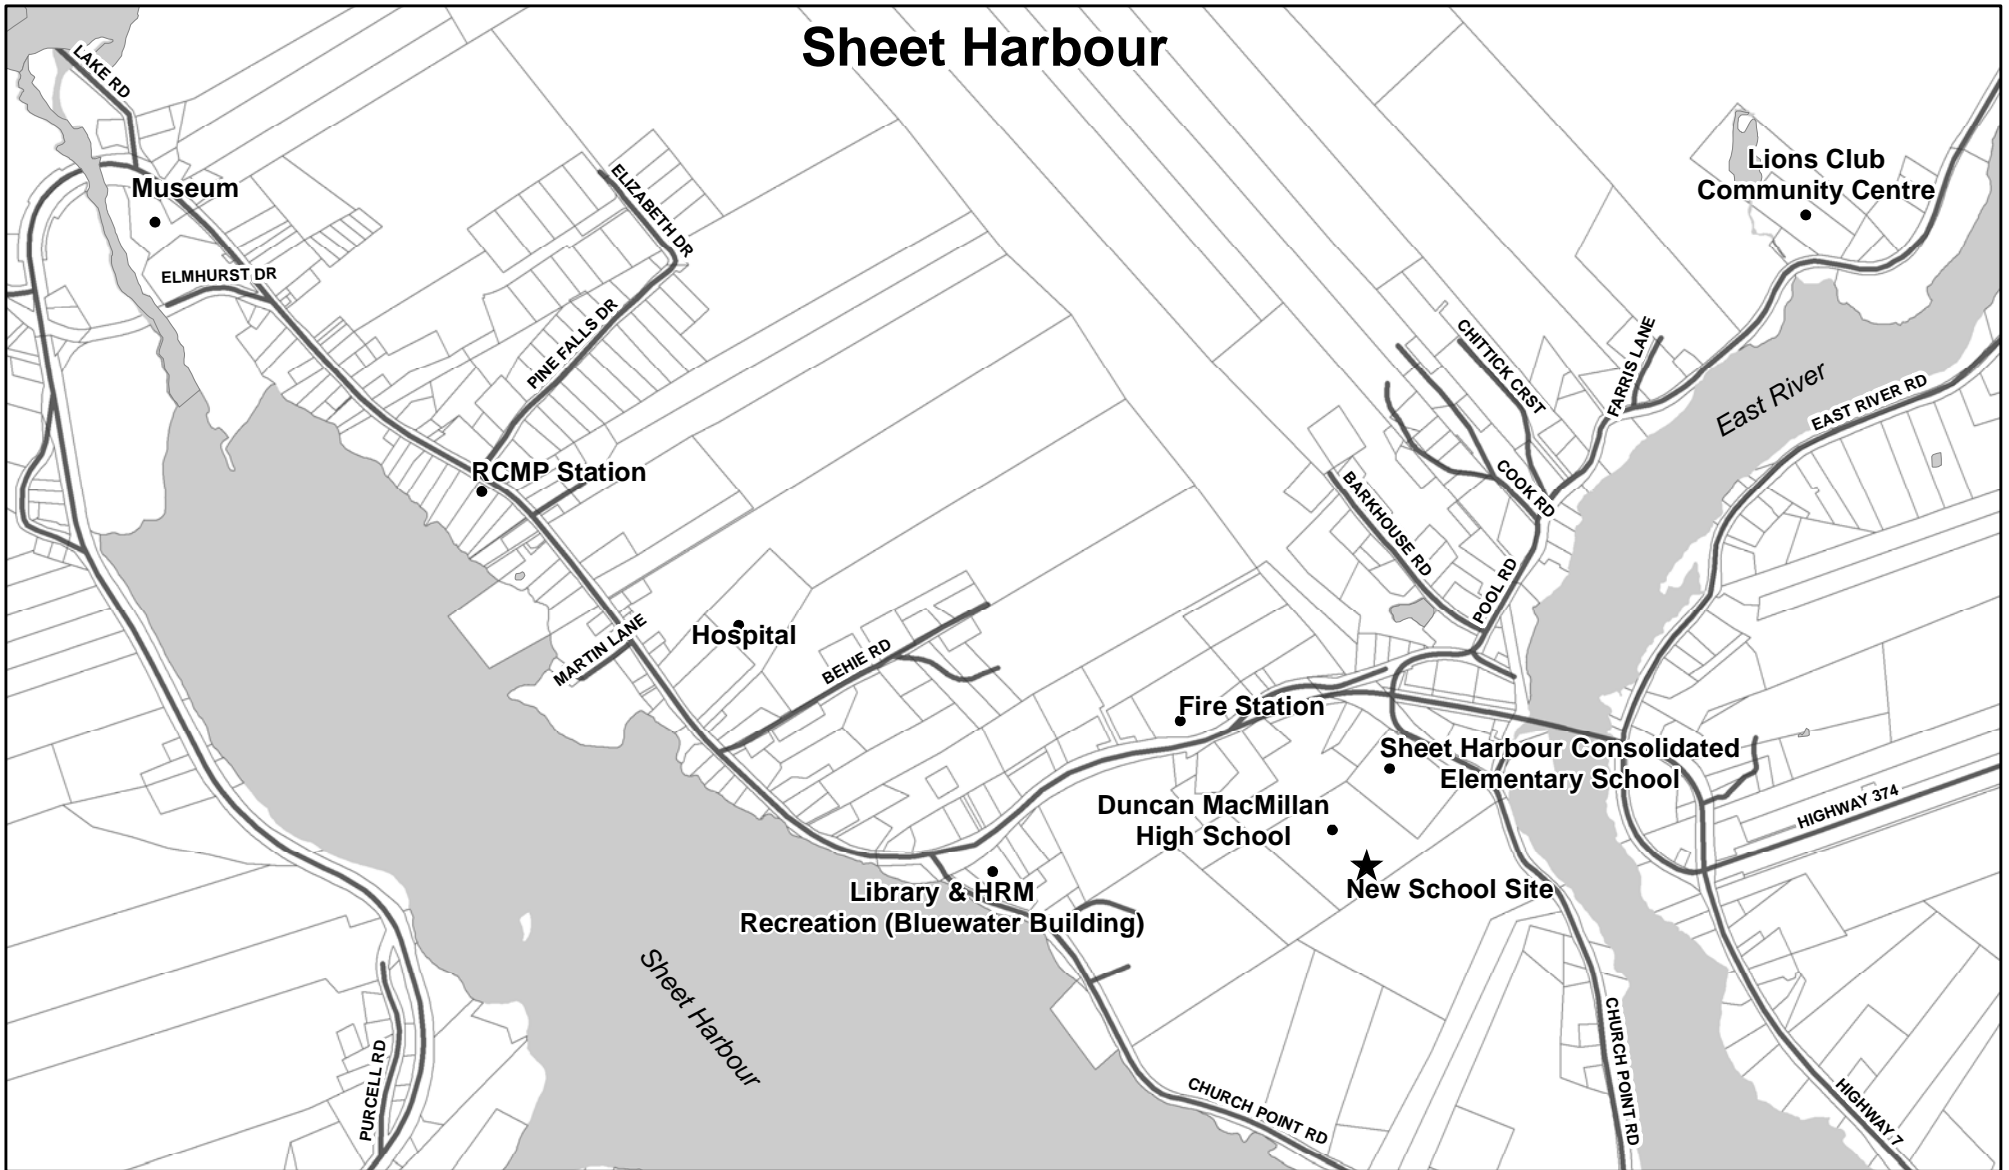 Sheet Harbour
LAKE RD
Museum
ELMHURST DR
ELIZABETH DR
PINE FALLS DR
RCMP Station
MARTIN LANE
Hospital
BEHIE RD
Lions Club
Community Centre
CHITTICK CRST
FARRIS LANE
East River
EAST RIVER RD
COOK RD
BARKHOUSE RD
POOL RD
Fire Station
Sheet Harbour Consolidated
Elementary School
Duncan MacMillan
High School
HIGHWAY 374
New School Site
Library & HRM
Recreation (Bluewater Building)
Sheet Harbour
PURCELL RD
CHURCH POINT RD
CHURCH POINT RD
HIGHWAY 7